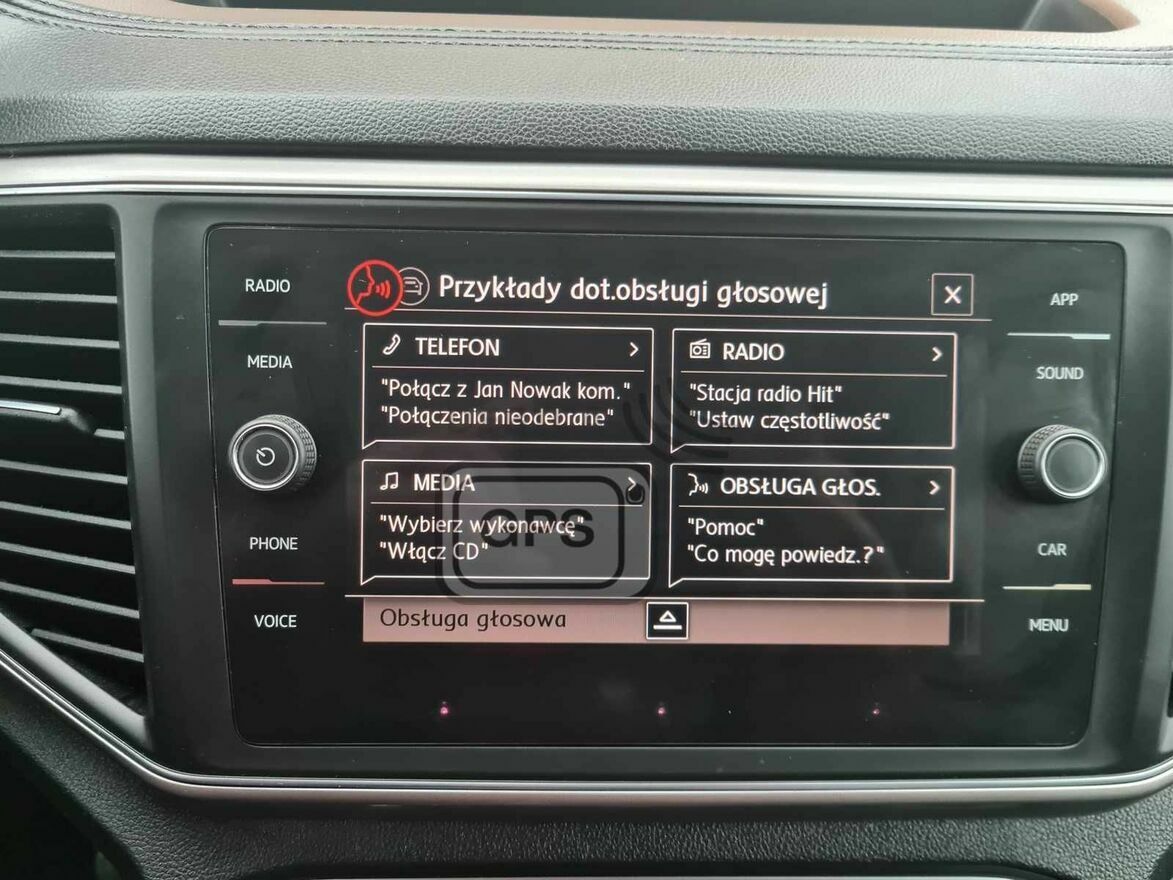 Przykłady dot.obsługi głosowej
RADIO
MEDIA
PHONE
VOICE
TELEFON
"Połącz z Jan Nowak kom."
"Połączenia nieodebrane"
RADIO
"Stacja radio Hit"
"Ustaw częstotliwość"
MEDIA
"Wybierz wykonawcę"
"Włącz CD"
OBSŁUGA GŁOS.
"Pomoc"
"Co mogę powiedz.?"
Obsługa głosowa
GPS
APP
SOUND
CAR
MENU